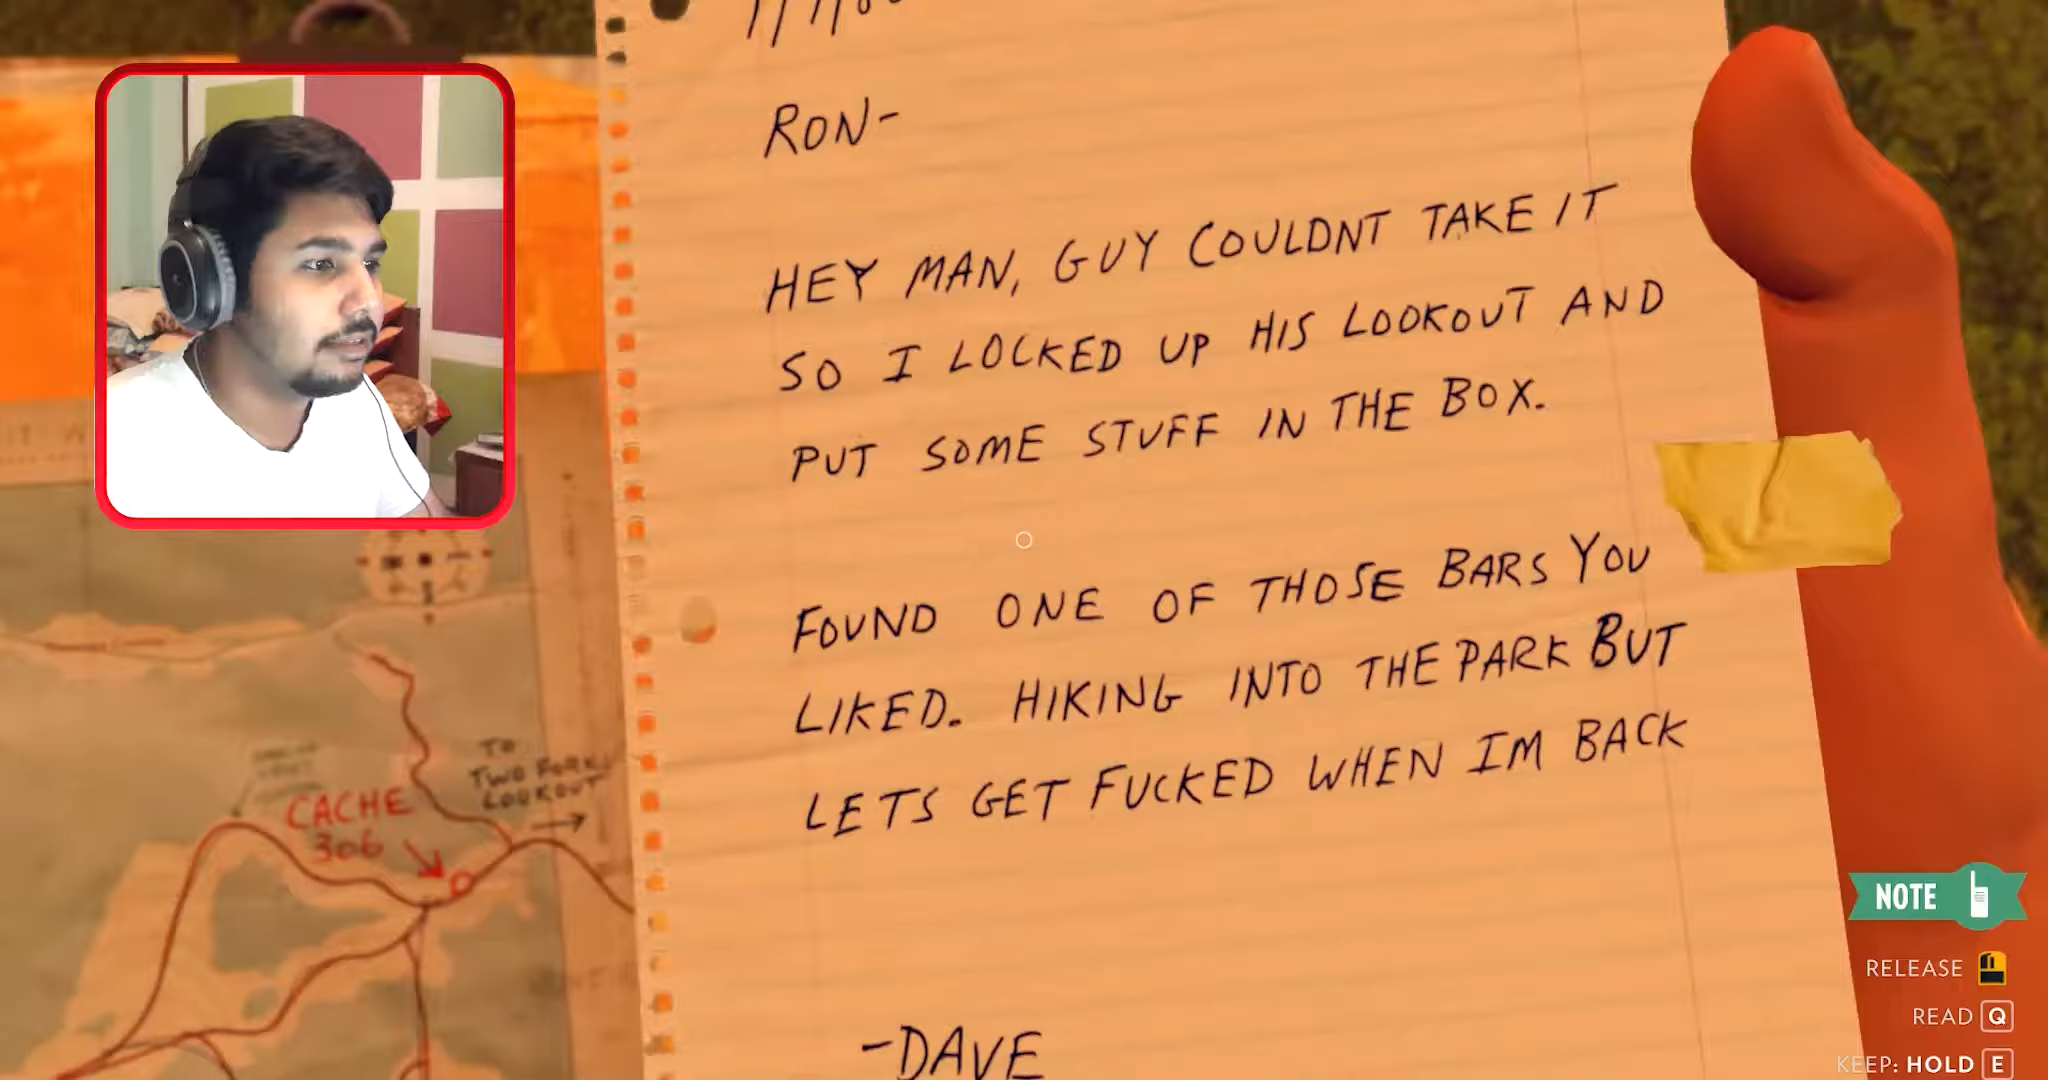 RON-
HEY MAN, GUY COULDNT TAKE IT
SO I LOCKED UP HIS LOOKOUT AND
PUT SOME STUFF IN THE BOX.
FOUND ONE OF THOSE BARS YOU
LIKED. HIKING INTO THE PARK BUT
LETS GET FUCKED WHEN IM BACK
-DAVE
TO
TWO FORKS
LOOKOUT
CACHE
306
NOTE
RELEASE
READ Q
KEEP: HOLD E